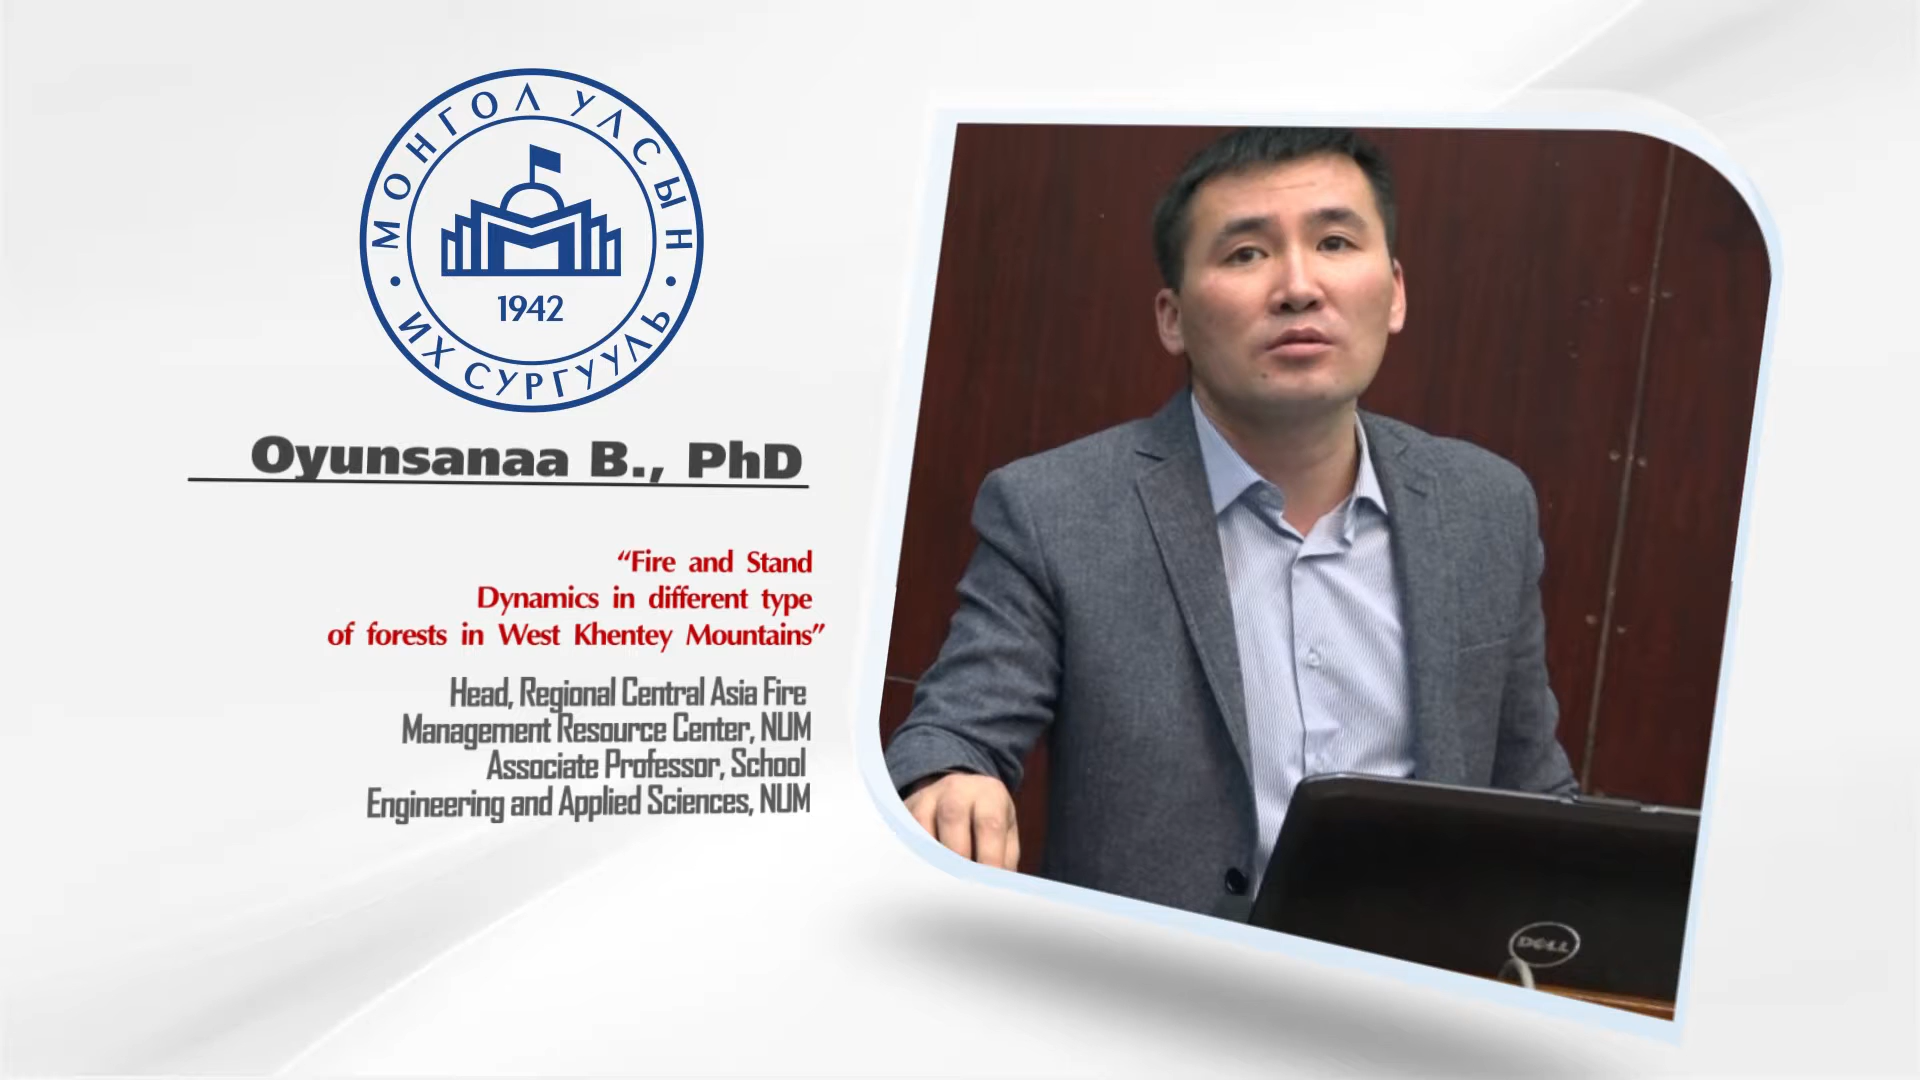 МОНГОЛ УЛСЫН
1942
ИХ СУРГУУЛЬ
Oyunsanaa B., PhD
“Fire and Stand
Dynamics in different type
of forests in West Khentey Mountains”
Head, Regional Central Asia Fire
Management Resource Center, NUM
Associate Professor, School
Engineering and Applied Sciences, NUM
DELL